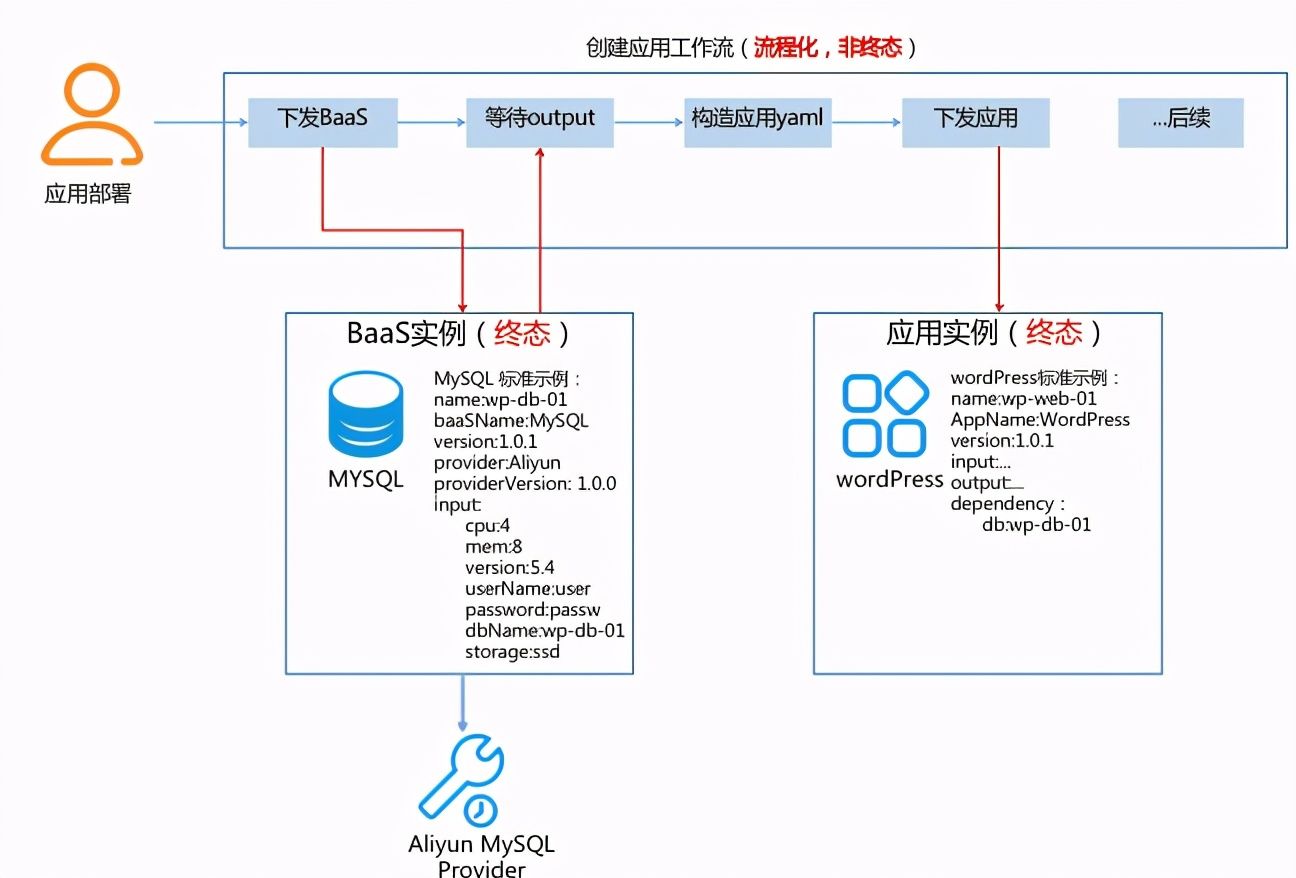 创建应用工作流（流程化，非终态）
下发BaaS
等待output
构造应用yaml
下发应用
...后续
应用部署
BaaS实例（终态）
MySQL 标准示例：
name:wp-db-01
baaSName:MySQL
version:1.0.1
provider:Aliyun
providerVersion: 1.0.0
input:
cpu:4
mem:8
version:5.4
userName:user
password:passw
dbName:wp-db-01
storage:ssd
MYSQL
应用实例（终态）
wordPress标准示例：
name:wp-web-01
AppName:WordPress
version:1.0.1
input:...
output:...
dependency：
db:wp-db-01
wordPress
Aliyun MySQL
Provider